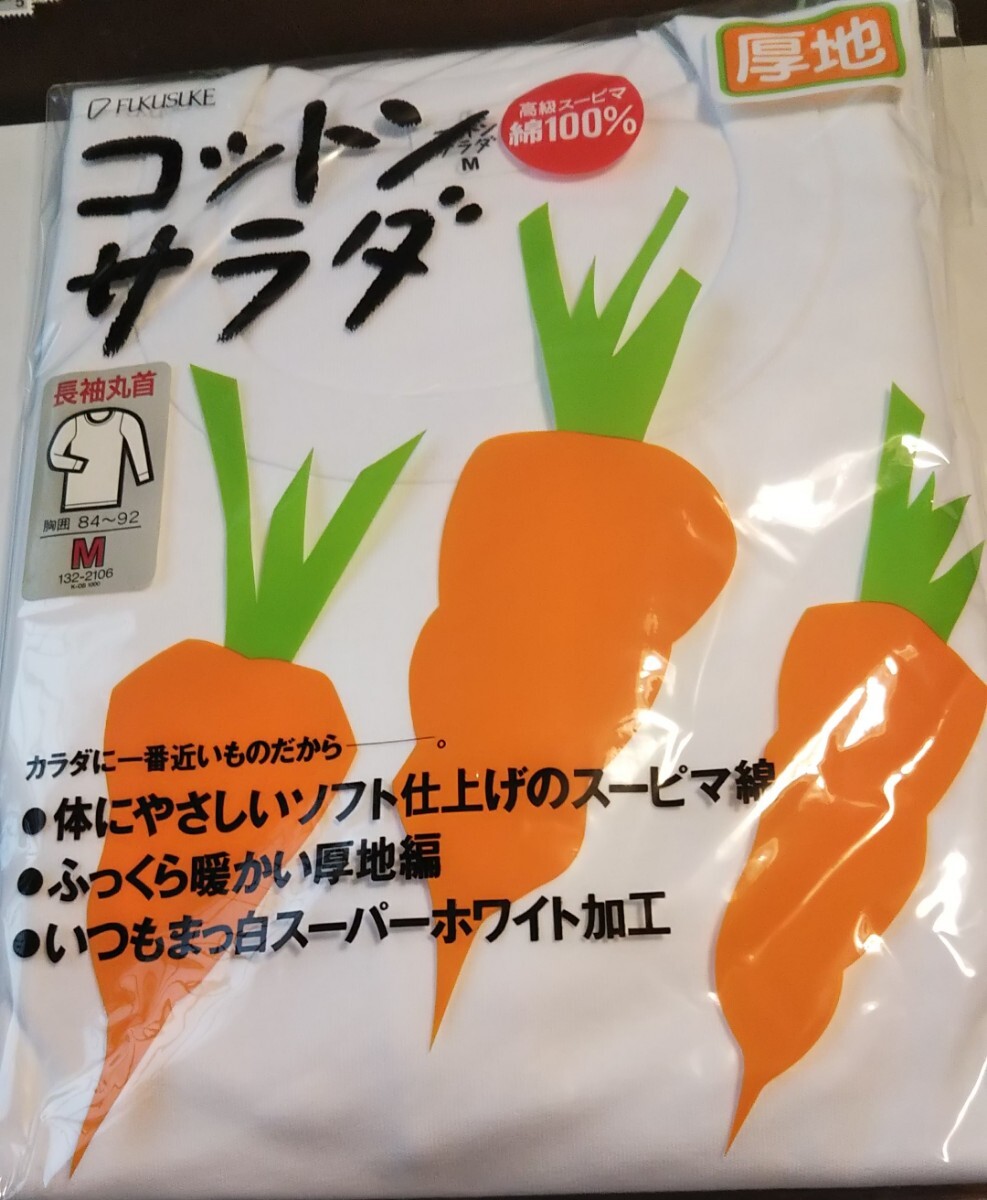 厚地
FUKUSUKE
高級スーピマ
綿100%
コットン
サラダ
M
長袖丸首
胸囲 84〜92
M
132-2106
カラダに一番近いものだから———。
●体にやさしいソフト仕上げのスーピマ綿
●ふっくら暖かい厚地編
●いつもまっ白スーパーホワイト加工